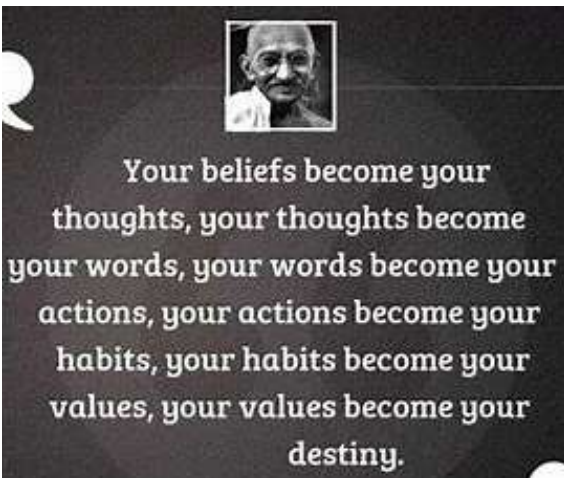 Your beliefs become your
thoughts, your thoughts become
your words, your words become your
actions, your actions become your
habits, your habits become your
values, your values become your
destiny.